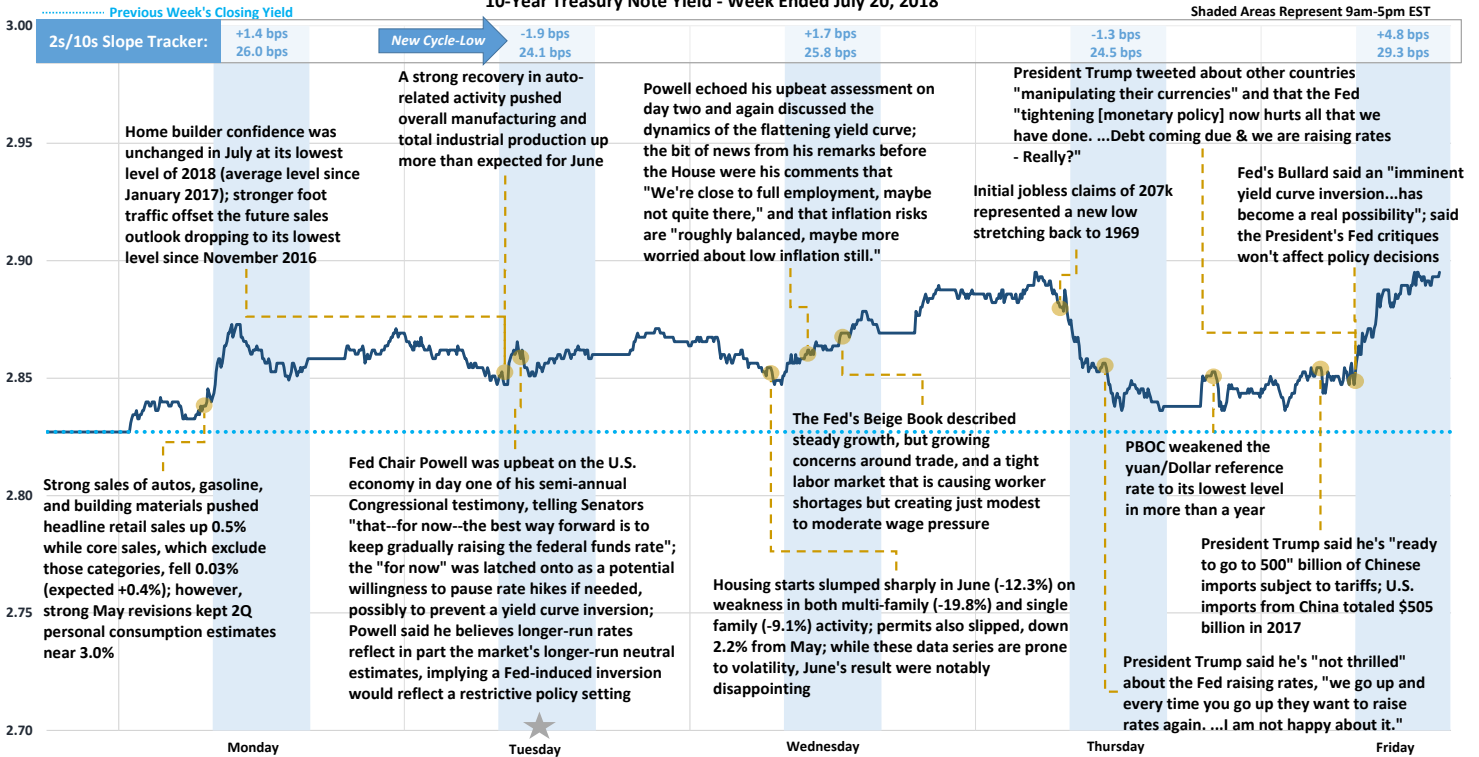 10-Year Treasury Note Yield - Week Ended July 20, 2018
Previous Week's Closing Yield
Shaded Areas Represent 9am-5pm EST
2s/10s Slope Tracker:
+1.4 bps
26.0 bps
New Cycle-Low
-1.9 bps
24.1 bps
+1.7 bps
25.8 bps
-1.3 bps
24.5 bps
+4.8 bps
29.3 bps
3.00
2.95
2.90
2.85
2.80
2.75
2.70
Home builder confidence was
unchanged in July at its lowest
level of 2018 (average level since
January 2017); stronger foot
traffic offset the future sales
outlook dropping to its lowest
level since November 2016
A strong recovery in auto-
related activity pushed
overall manufacturing and
total industrial production up
more than expected for June
Powell echoed his upbeat assessment on
day two and again discussed the
dynamics of the flattening yield curve;
the bit of news from his remarks before
the House were his comments that
"We're close to full employment, maybe
not quite there," and that inflation risks
are "roughly balanced, maybe more
worried about low inflation still."
President Trump tweeted about other countries
"manipulating their currencies" and that the Fed
"tightening [monetary policy] now hurts all that we
have done. ...Debt coming due & we are raising rates
- Really?"
Initial jobless claims of 207k
represented a new low
stretching back to 1969
Fed's Bullard said an "imminent
yield curve inversion...has
become a real possibility"; said
the President's Fed critiques
won't affect policy decisions
Strong sales of autos, gasoline,
and building materials pushed
headline retail sales up 0.5%
while core sales, which exclude
those categories, fell 0.03%
(expected +0.4%); however,
strong May revisions kept 2Q
personal consumption estimates
near 3.0%
Fed Chair Powell was upbeat on the U.S.
economy in day one of his semi-annual
Congressional testimony, telling Senators
"that--for now--the best way forward is to
keep gradually raising the federal funds rate";
the "for now" was latched onto as a potential
willingness to pause rate hikes if needed,
possibly to prevent a yield curve inversion;
Powell said he believes longer-run rates
reflect in part the market's longer-run neutral
estimates, implying a Fed-induced inversion
would reflect a restrictive policy setting
The Fed's Beige Book described
steady growth, but growing
concerns around trade, and a tight
labor market that is causing worker
shortages but creating just modest
to moderate wage pressure
Housing starts slumped sharply in June (-12.3%) on
weakness in both multi-family (-19.8%) and single
family (-9.1%) activity; permits also slipped, down
2.2% from May; while these data series are prone
to volatility, June's result were notably
disappointing
PBOC weakened the
yuan/Dollar reference
rate to its lowest level
in more than a year
President Trump said he's "ready
to go to 500" billion of Chinese
imports subject to tariffs; U.S.
imports from China totaled $505
billion in 2017
President Trump said he's "not thrilled"
about the Fed raising rates, "we go up and
every time you go up they want to raise
rates again. ...I am not happy about it."
Monday
Tuesday
Wednesday
Thursday
Friday